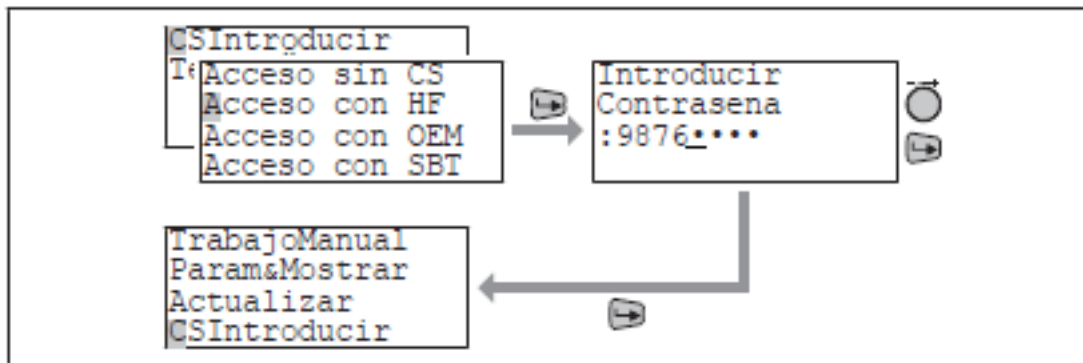 CSIntroducir
Te
Acceso sin CS
Acceso con HF
Acceso con OEM
Acceso con SBT
Introducir
Contrasena
:9876••••
TrabajoManual
Param&Mostrar
Actualizar
CSIntroducir